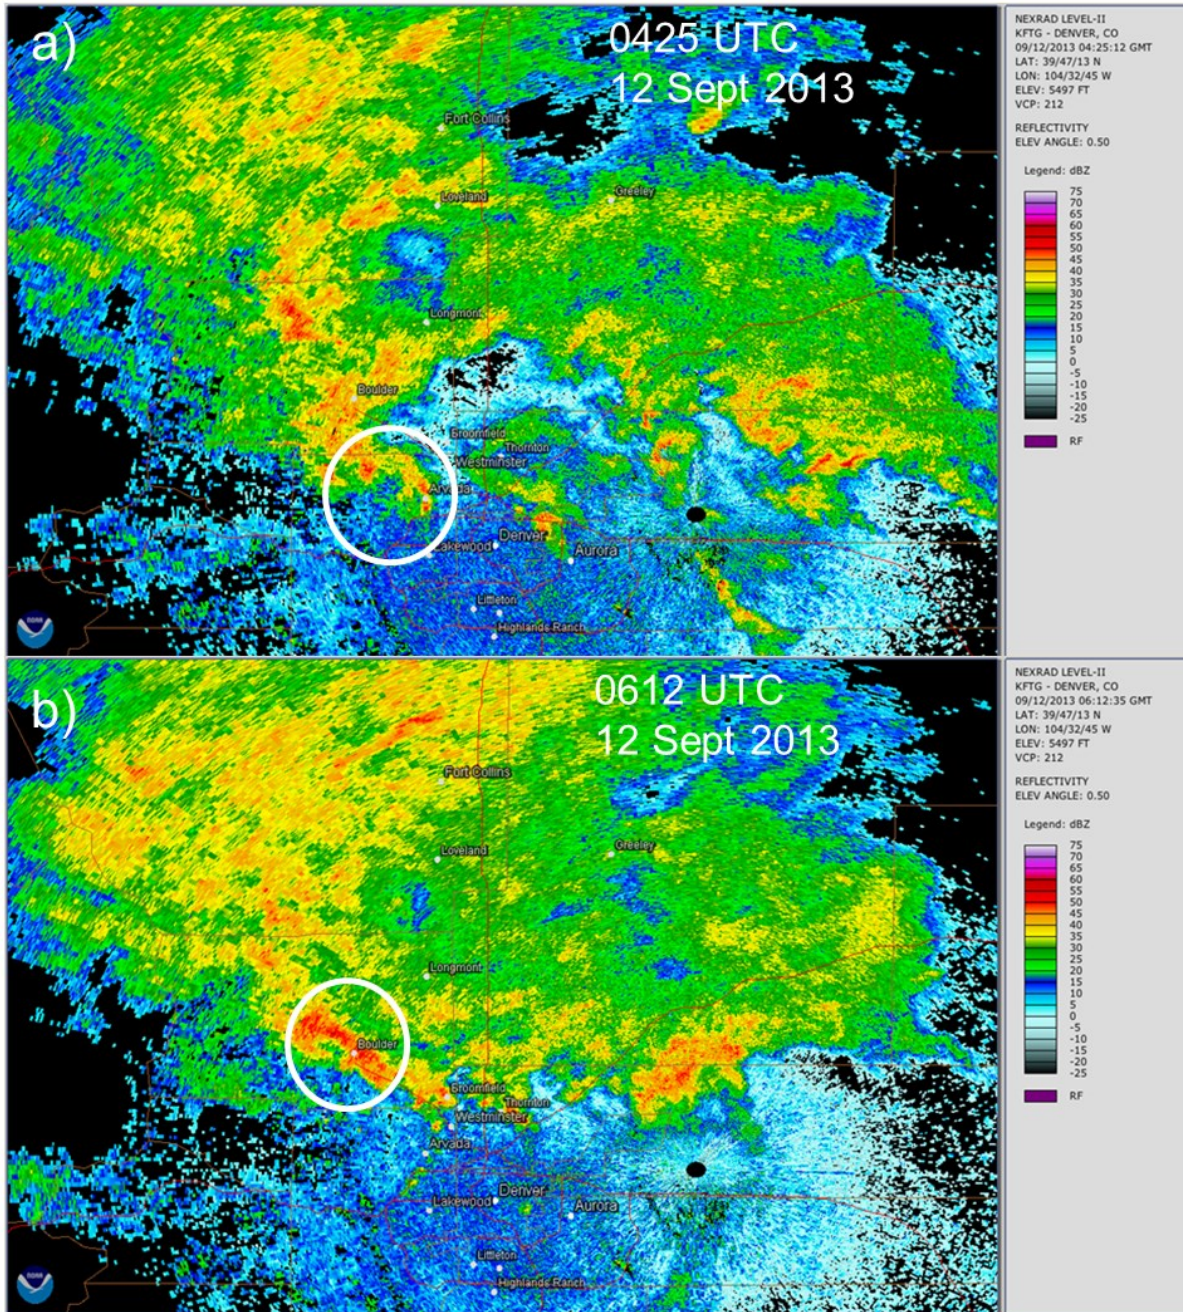 a)
0425 UTC
12 Sept 2013
Fort Collins
Loveland
Greeley
Longmont
Boulder
Broomfield
Thornton
Westminster
Arvada
Denver
Lakewood
Aurora
Littleton
Highlands Ranch
NOAA
NEXRAD LEVEL-II
KFTG - DENVER, CO
09/12/2013 04:25:12 GMT
LAT: 39/47/13 N
LON: 104/32/45 W
ELEV: 5497 FT
VCP: 212
REFLECTIVITY
ELEV ANGLE: 0.50
Legend: dBZ
75
70
65
60
55
50
45
40
35
30
25
20
15
10
5
0
-5
-10
-15
-20
-25
RF
b)
0612 UTC
12 Sept 2013
Fort Collins
Loveland
Greeley
Longmont
Boulder
Broomfield
Thornton
Westminster
Arvada
Denver
Lakewood
Aurora
Littleton
Highlands Ranch
NOAA
NEXRAD LEVEL-II
KFTG - DENVER, CO
09/12/2013 06:12:35 GMT
LAT: 39/47/13 N
LON: 104/32/45 W
ELEV: 5497 FT
VCP: 212
REFLECTIVITY
ELEV ANGLE: 0.50
Legend: dBZ
75
70
65
60
55
50
45
40
35
30
25
20
15
10
5
0
-5
-10
-15
-20
-25
RF